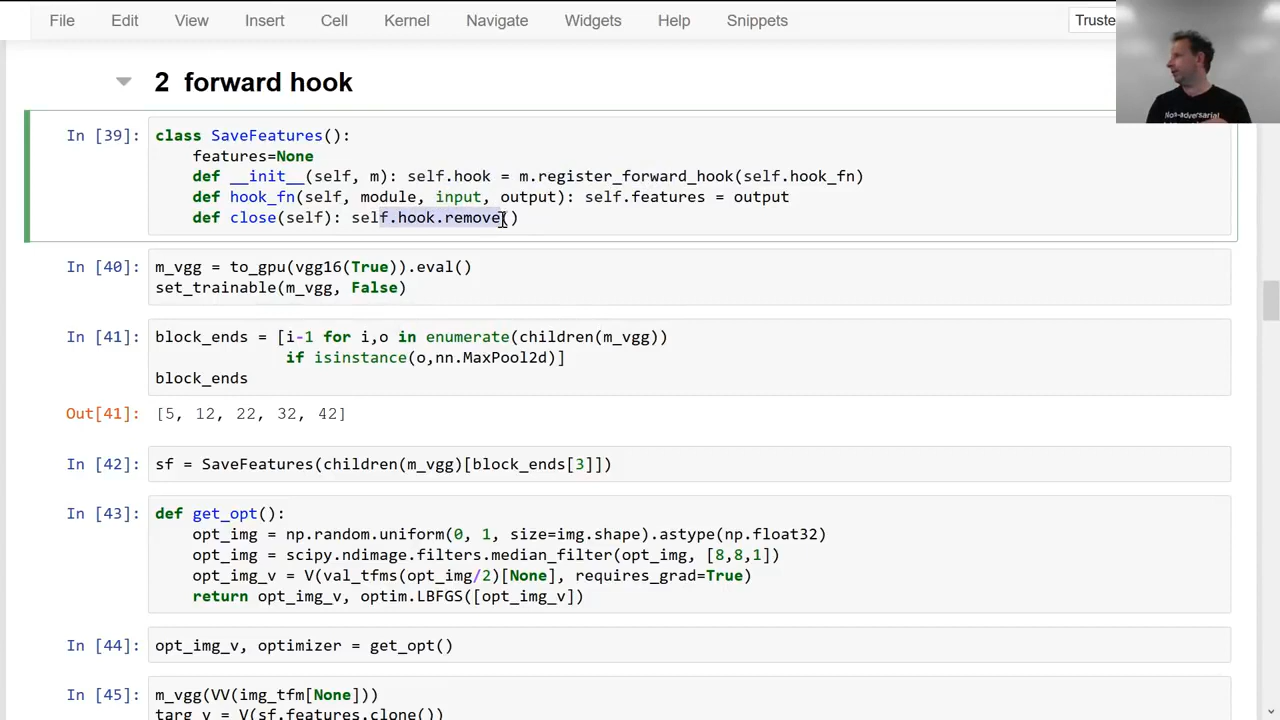 File Edit View Insert Cell Kernel Navigate Widgets Help Snippets Truste
2 forward hook
In [39]: class SaveFeatures():
features=None
def __init__(self, m): self.hook = m.register_forward_hook(self.hook_fn)
def hook_fn(self, module, input, output): self.features = output
def close(self): self.hook.remove()
In [40]: m_vgg = to_gpu(vgg16(True)).eval()
set_trainable(m_vgg, False)
In [41]: block_ends = [i-1 for i,o in enumerate(children(m_vgg))
if isinstance(o,nn.MaxPool2d)]
block_ends
Out[41]: [5, 12, 22, 32, 42]
In [42]: sf = SaveFeatures(children(m_vgg)[block_ends[3]])
In [43]: def get_opt():
opt_img = np.random.uniform(0, 1, size=img.shape).astype(np.float32)
opt_img = scipy.ndimage.filters.median_filter(opt_img, [8,8,1])
opt_img_v = V(val_tfms(opt_img/2)[None], requires_grad=True)
return opt_img_v, optim.LBFGS([opt_img_v])
In [44]: opt_img_v, optimizer = get_opt()
In [45]: m_vgg(VV(img_tfm[None]))
targ_v = V(sf.features.clone())
Non-adversarial